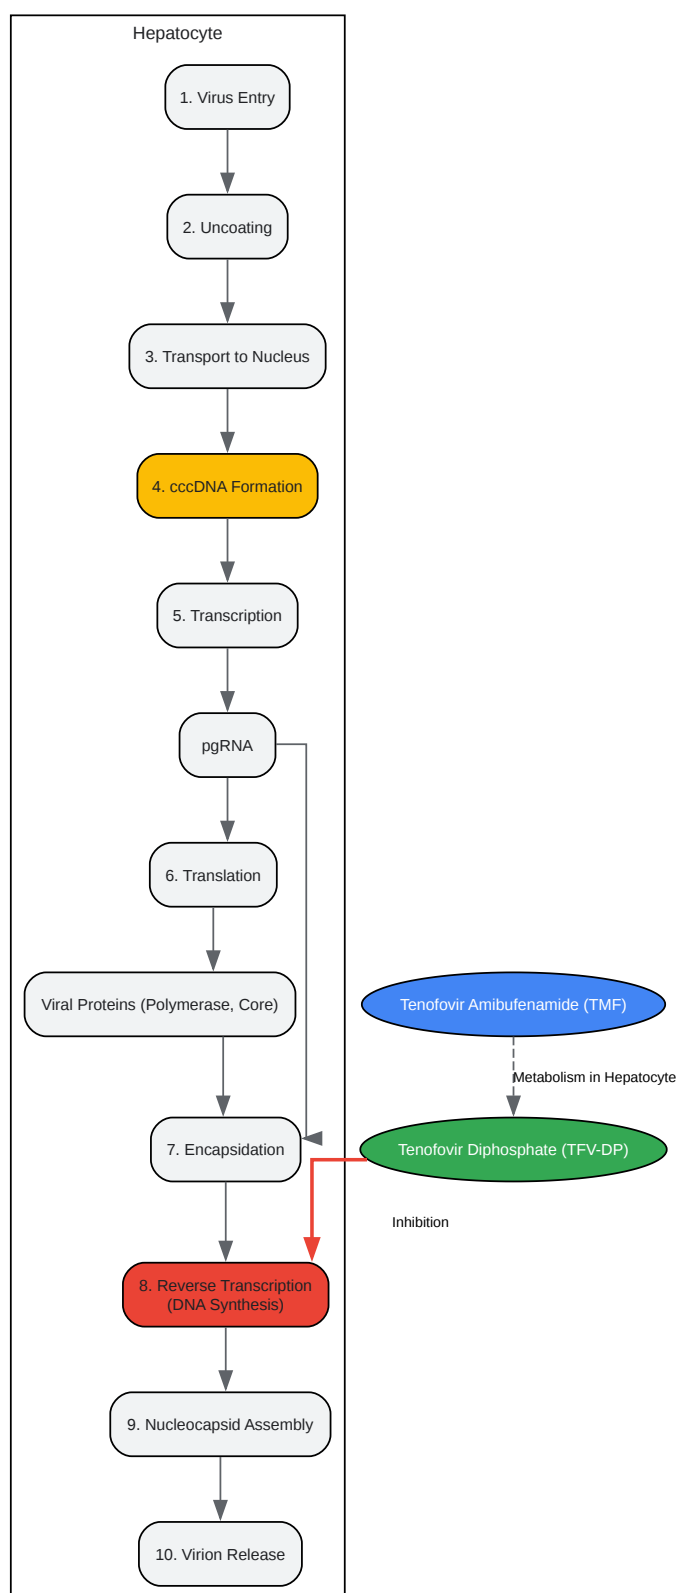 Hepatocyte
1. Virus Entry
2. Uncoating
3. Transport to Nucleus
4. cccDNA Formation
5. Transcription
pgRNA
6. Translation
Viral Proteins (Polymerase, Core)
Tenofovir Amibufenamide (TMF)
Metabolism in Hepatocyte
7. Encapsidation
Tenofovir Diphosphate (TFV-DP)
Inhibition
8. Reverse Transcription
(DNA Synthesis)
9. Nucleocapsid Assembly
10. Virion Release